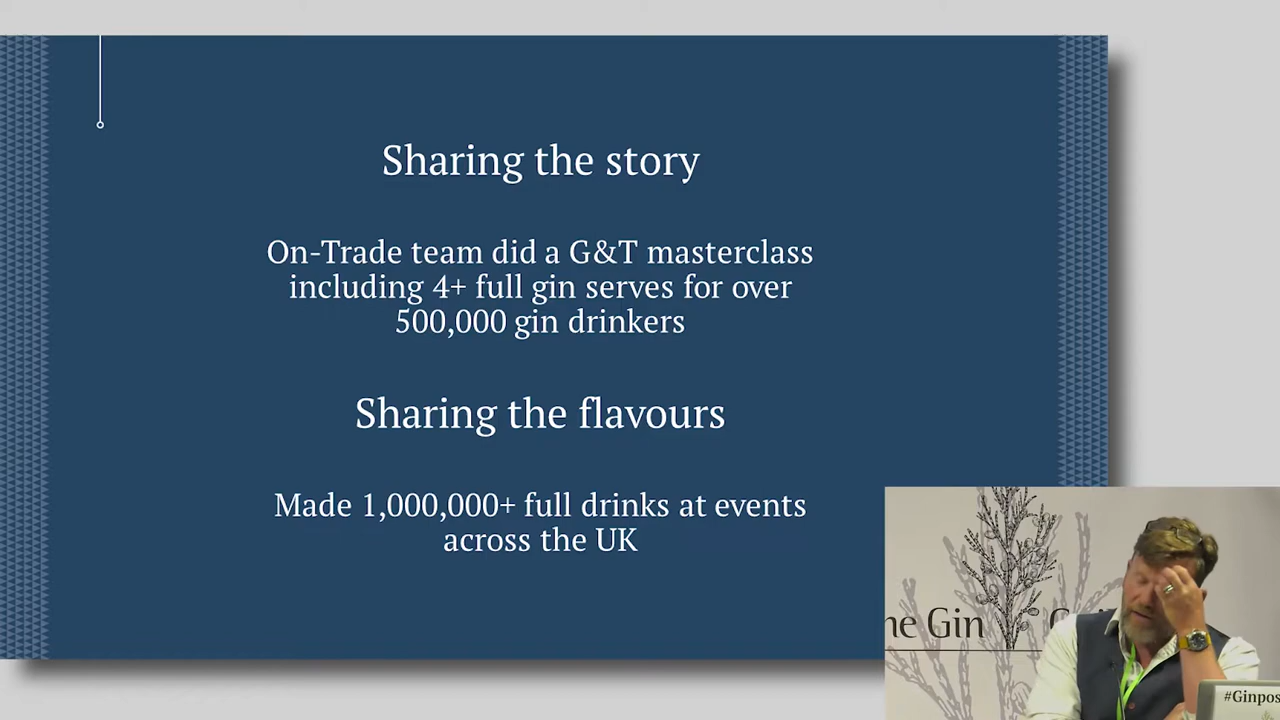 Sharing the story
On-Trade team did a G&T masterclass
including 4+ full gin serves for over
500,000 gin drinkers
Sharing the flavours
Made 1,000,000+ full drinks at events
across the UK
Gin
#Ginpos